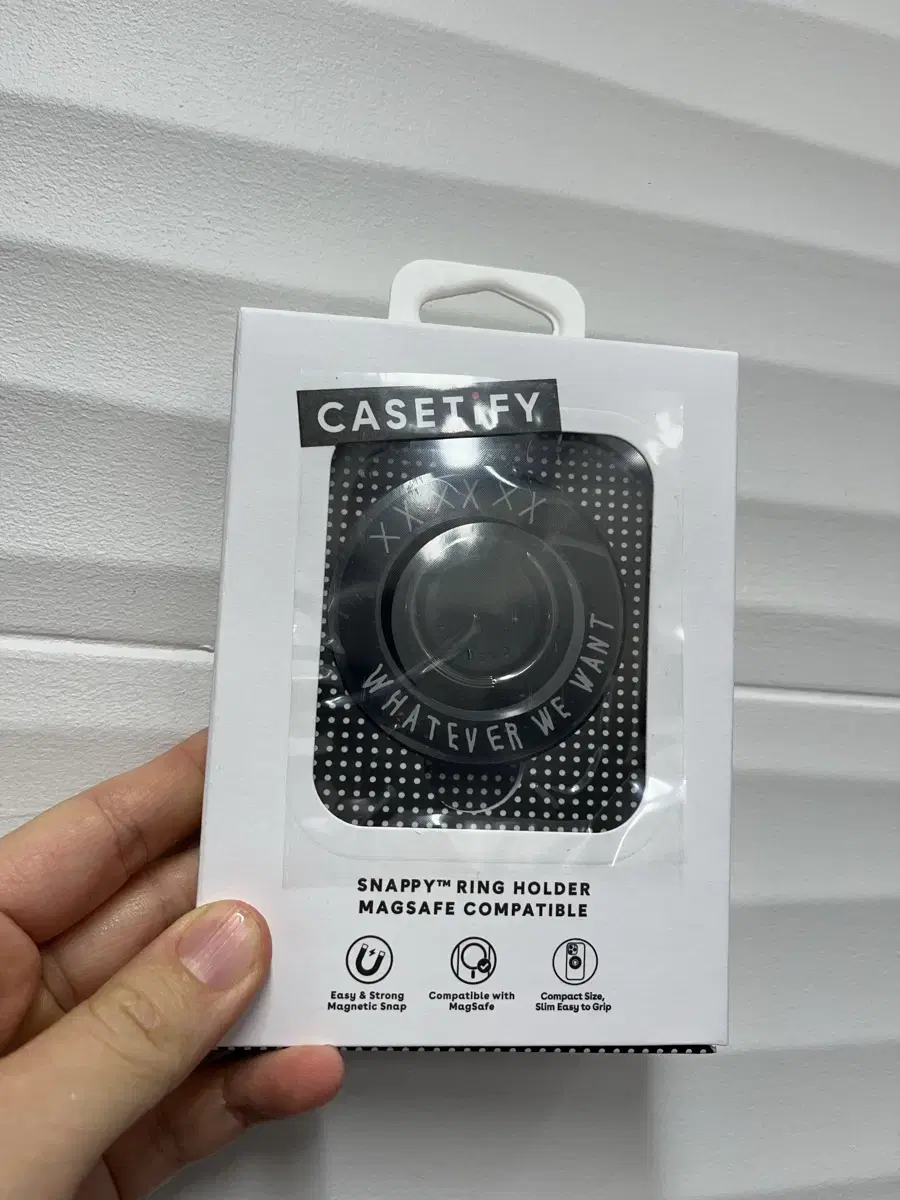 CASETiFY
XXXXXX
WHATEVER WE WANT
SNAPPY™ RING HOLDER
MAGSAFE COMPATIBLE
Easy & Strong
Magnetic Snap
Compatible with
MagSafe
Compact Size,
Slim Easy to Grip